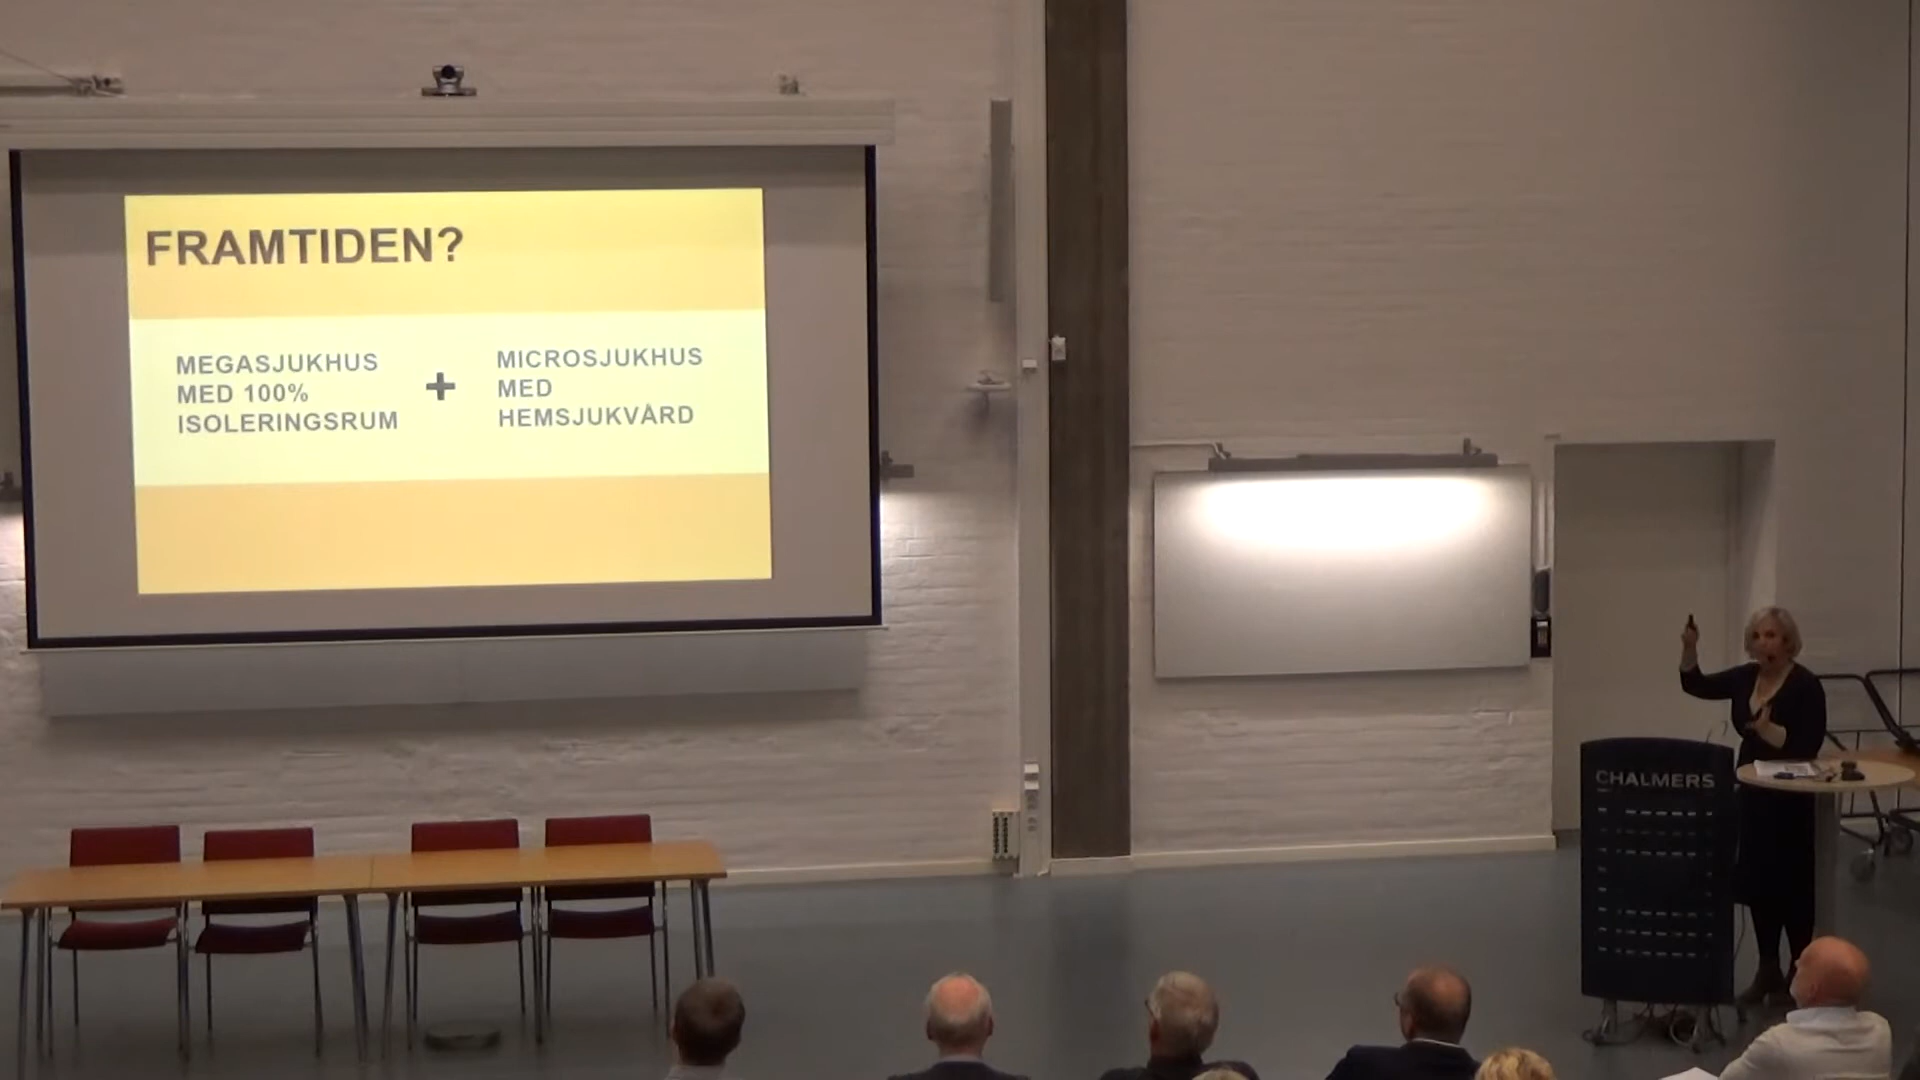 FRAMTIDEN?
MEGASJUKHUS
MED 100%
ISOLERINGSRUM
+
MICROSJUKHUS
MED
HEMSJUKVÅRD
CHALMERS